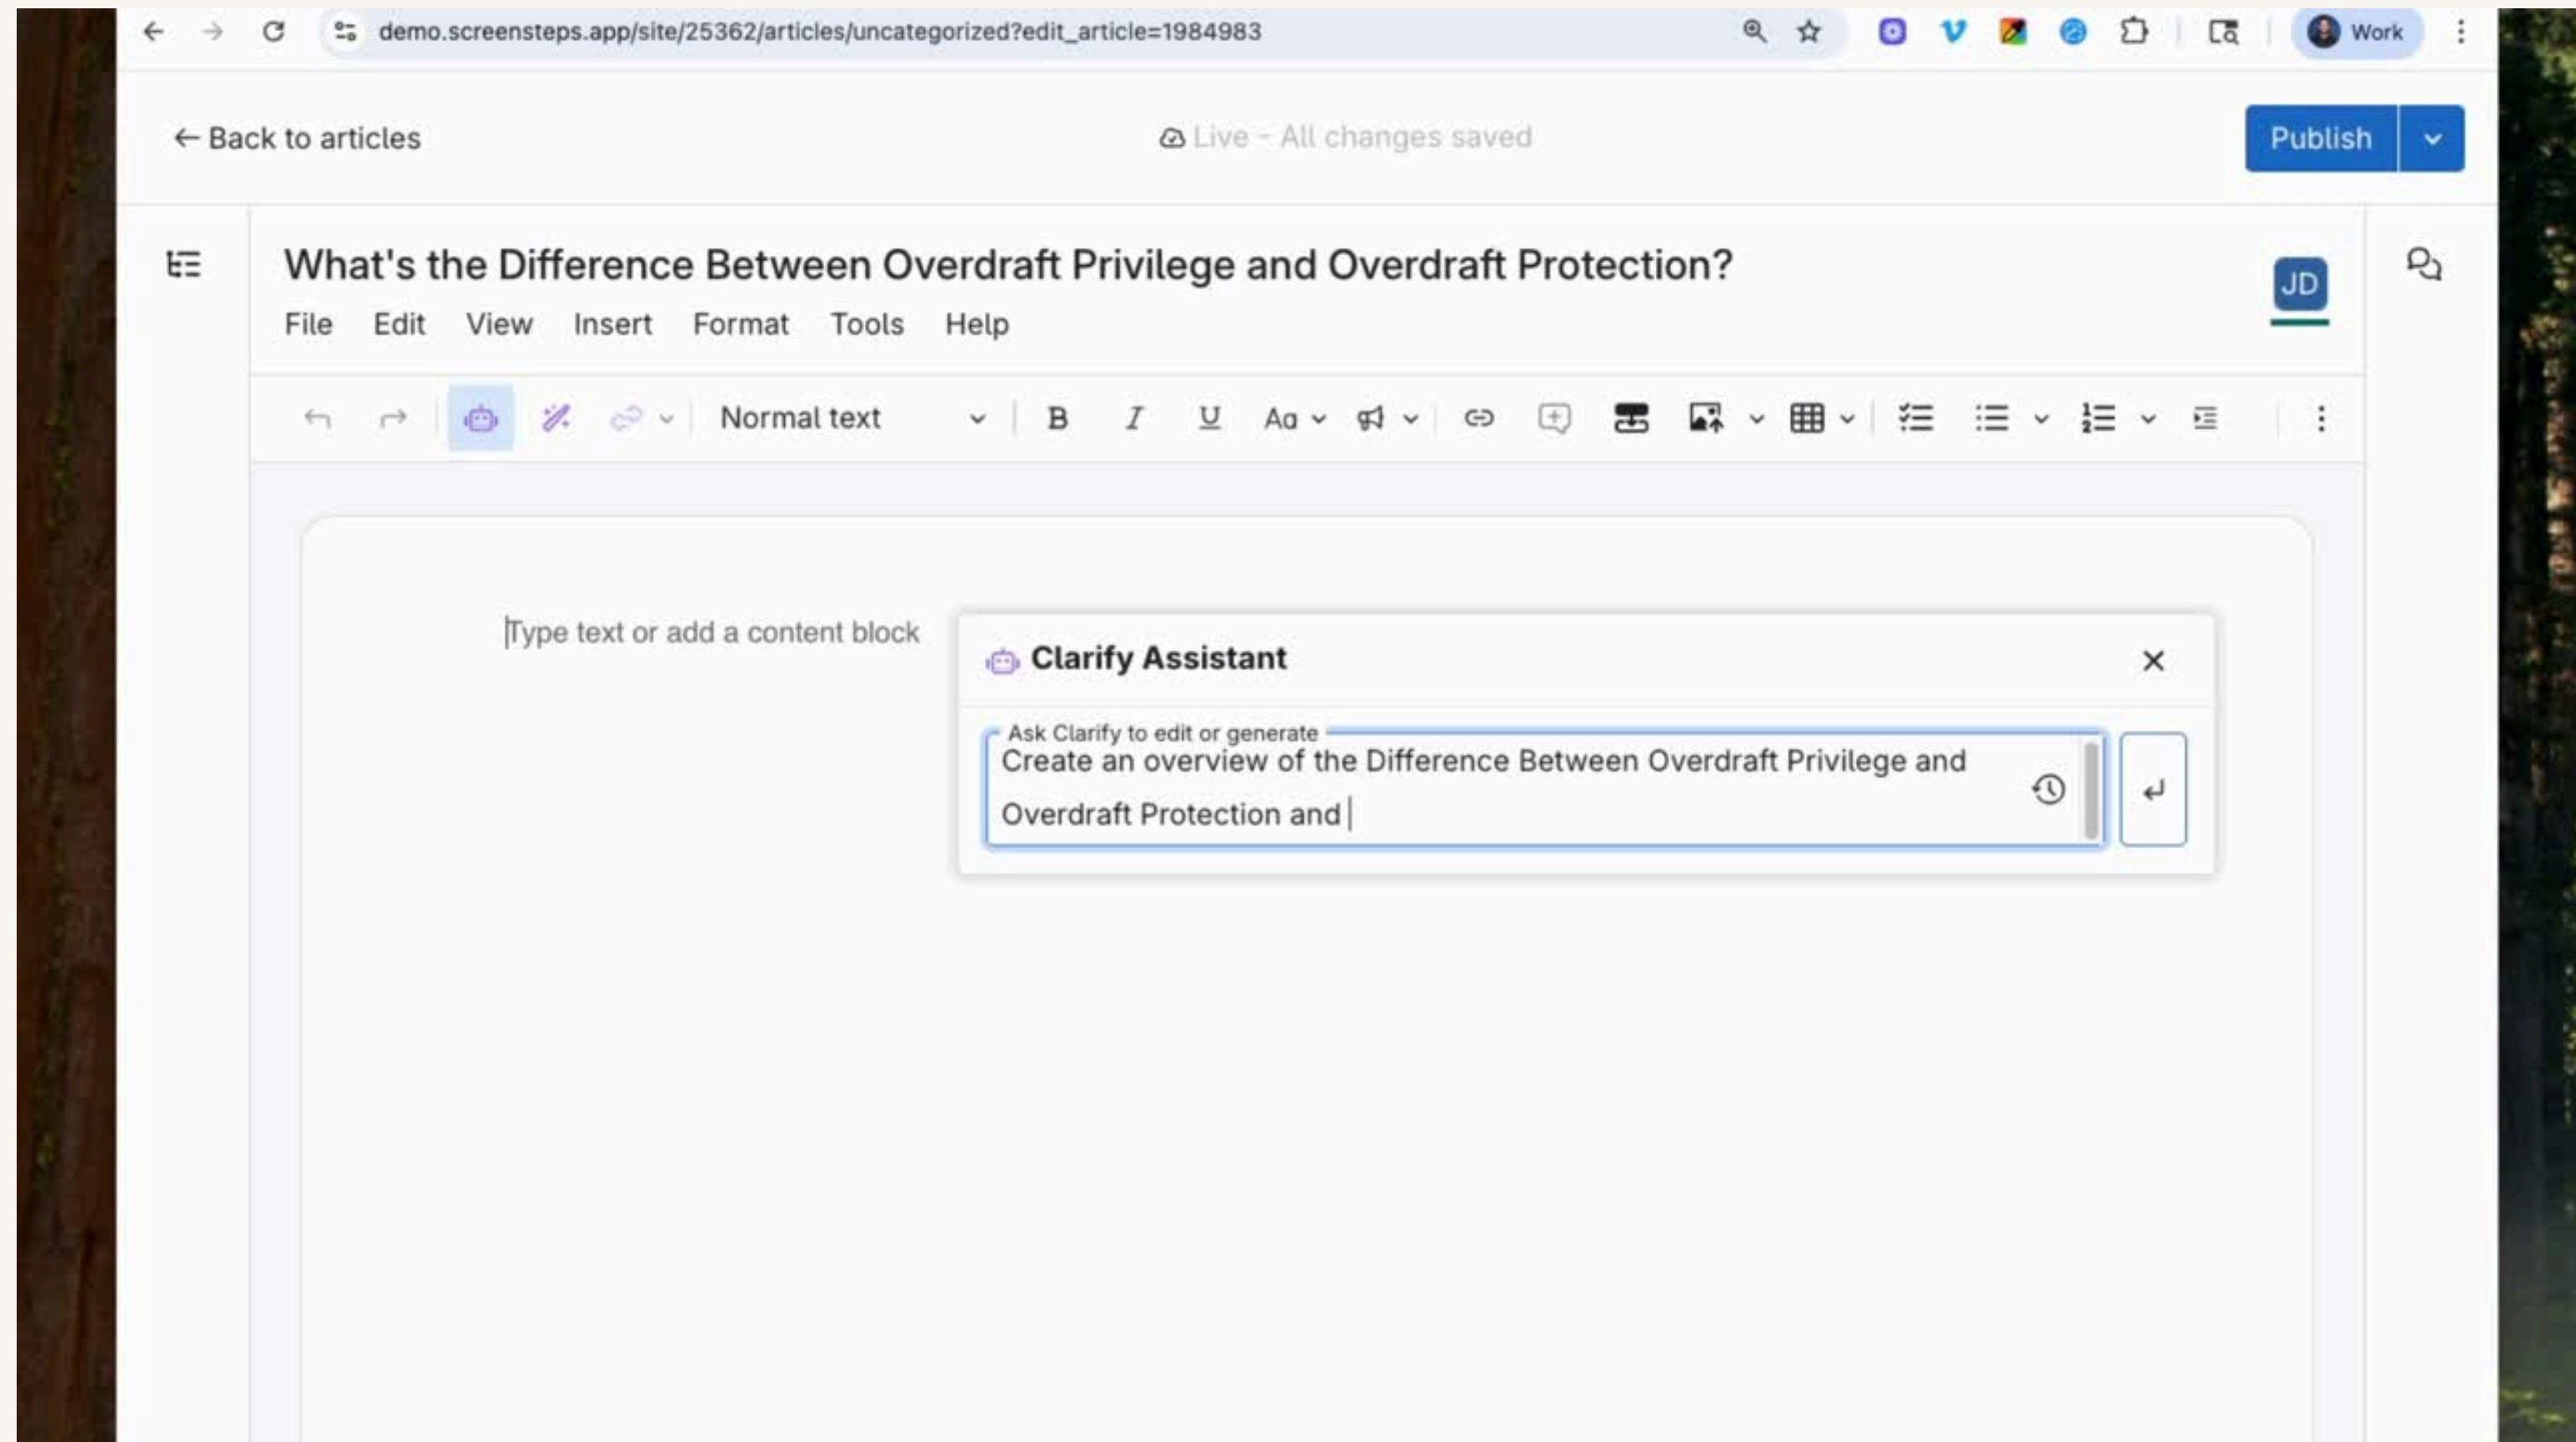 demo.screensteps.app/site/25362/articles/uncategorized?edit_article=1984983
Work
Back to articles
Live - All changes saved
Publish
What's the Difference Between Overdraft Privilege and Overdraft Protection?
JD
File Edit View Insert Format Tools Help
Normal text
B I U Aa
Type text or add a content block
Clarify Assistant
Ask Clarify to edit or generate
Create an overview of the Difference Between Overdraft Privilege and
Overdraft Protection and